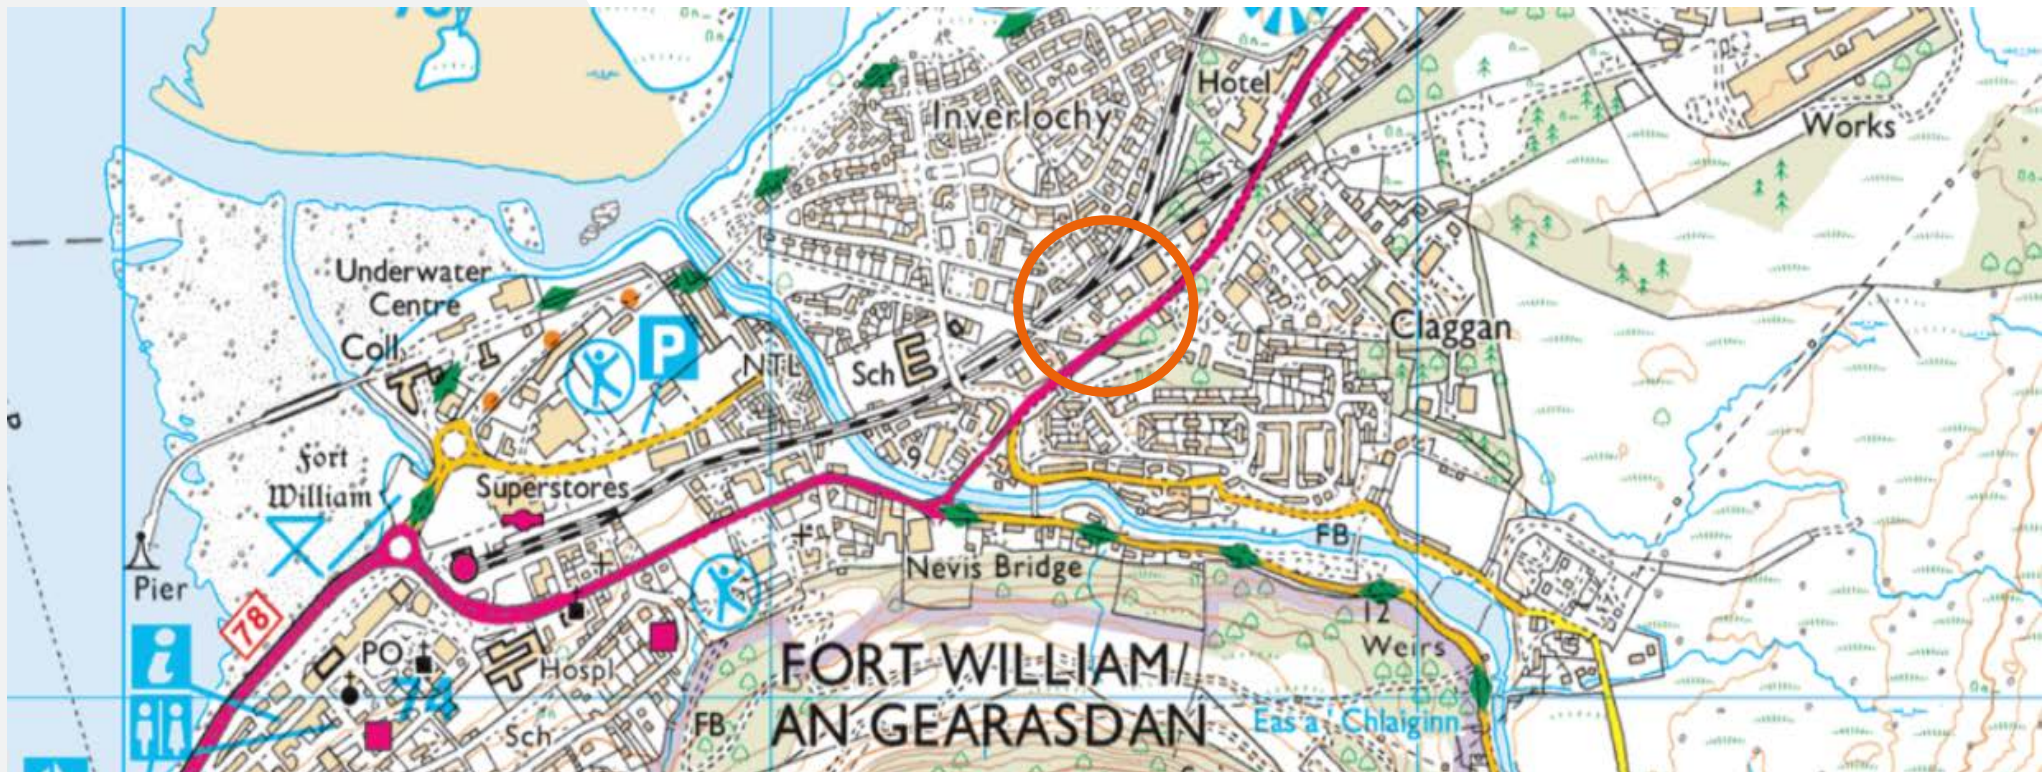 Hotel
Inverlochy
Works
Underwater
Centre
Coll
P
NTL
Sch
Claggan
9
Fort
William
Superstores
FB
Pier
Nevis Bridge
12
Weirs
78
i
PO
Hospl
74
FORT WILLIAM/
AN GEARASDAN
Sch
FB
Eas a' Chlaiginn